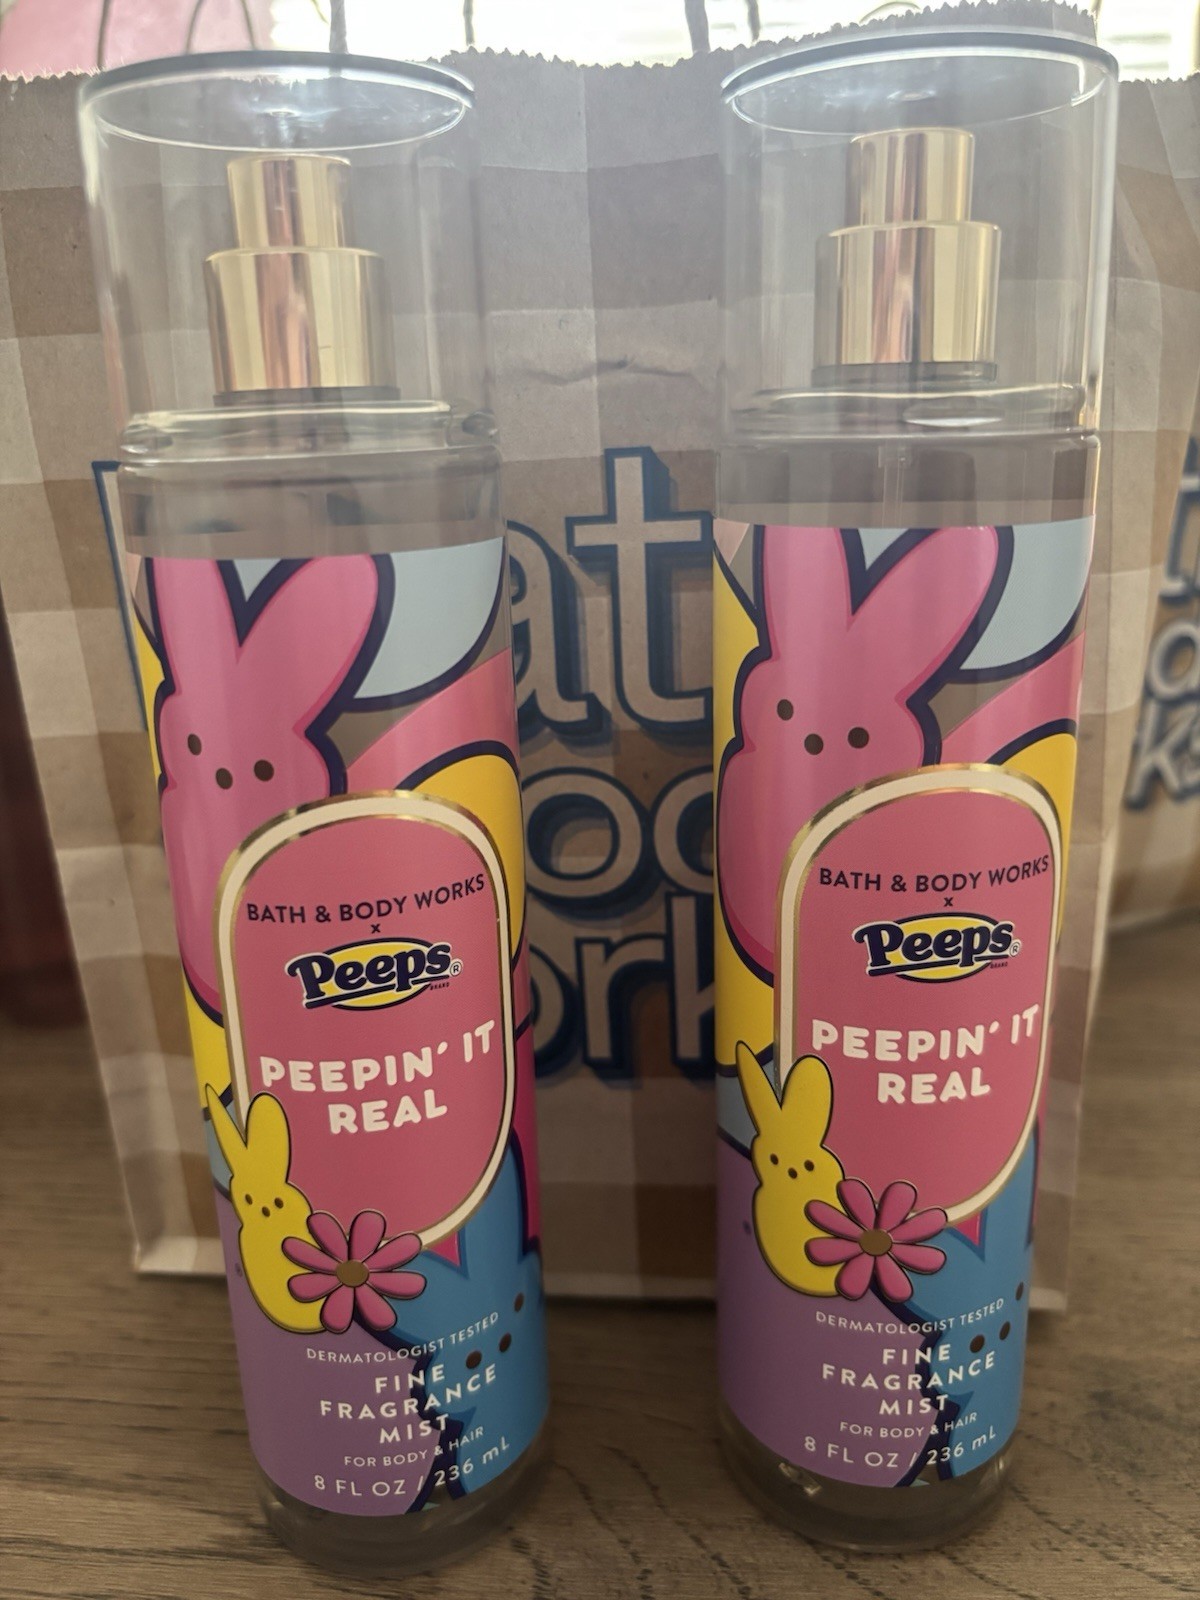 BATH & BODY WORKS
x
Peeps®
BRAND
PEEPIN' IT
REAL
DERMATOLOGIST TESTED
FINE
FRAGRANCE
MIST
FOR BODY & HAIR
8 FL OZ / 236 mL
BATH & BODY WORKS
x
Peeps®
BRAND
PEEPIN' IT
REAL
DERMATOLOGIST TESTED
FINE
FRAGRANCE
MIST
FOR BODY & HAIR
8 FL OZ / 236 mL